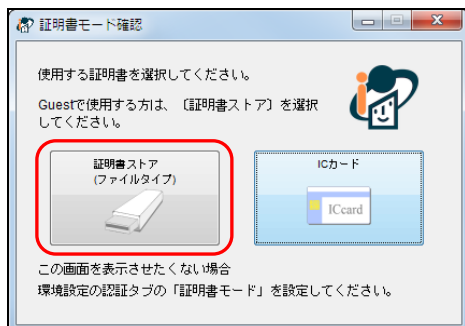 証明書モード確認
使用する証明書を選択してください。
Guestで使用する方は、〔証明書ストア〕を選択
してください。
証明書ストア
(ファイルタイプ)
ICカード
ICcard
この画面を表示させたくない場合
環境設定の認証タブの「証明書モード」を設定してください。